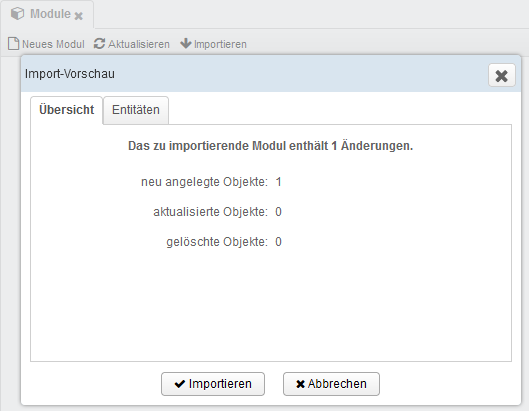 Module
Neues Modul Aktualisieren Importieren
Import-Vorschau
Übersicht Entitäten
Das zu importierende Modul enthält 1 Änderungen.
neu angelegte Objekte: 1
aktualisierte Objekte: 0
gelöschte Objekte: 0
Importieren Abbrechen